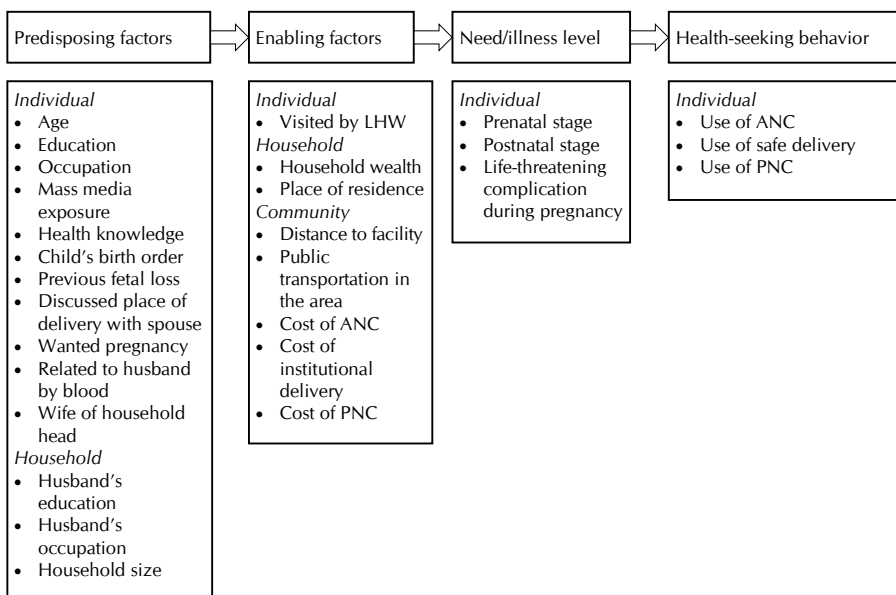 Predisposing factors
Enabling factors
Need/illness level
Health-seeking behavior
Individual
• Age
• Education
• Occupation
• Mass media
exposure
• Health knowledge
• Child's birth order
• Previous fetal loss
• Discussed place of
delivery with spouse
• Wanted pregnancy
• Related to husband
by blood
• Wife of household
head
Household
• Husband's
education
• Husband's
occupation
• Household size
Individual
• Visited by LHW
Household
• Household wealth
• Place of residence
Community
• Distance to facility
• Public
transportation in
the area
• Cost of ANC
• Cost of
institutional
delivery
• Cost of PNC
Individual
• Prenatal stage
• Postnatal stage
• Life-threatening
complication
during pregnancy
Individual
• Use of ANC
• Use of safe delivery
• Use of PNC